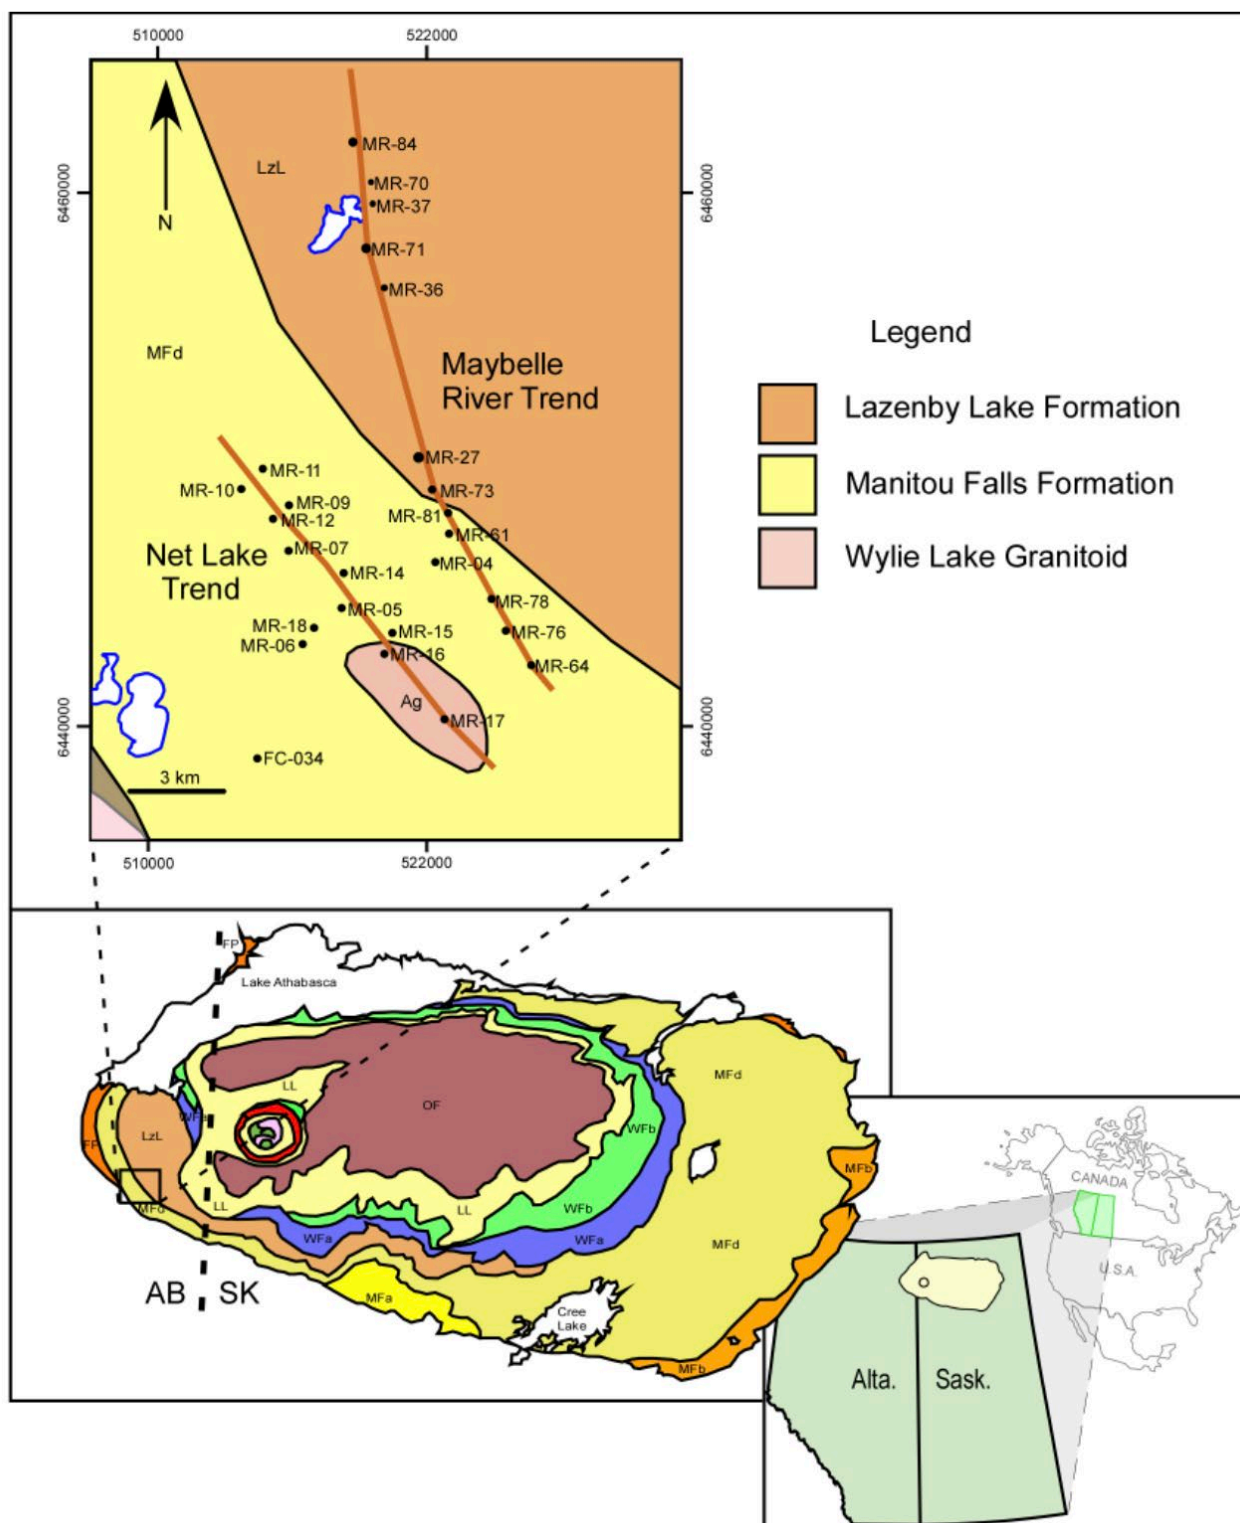 510000
522000
LzL
MR-84
MR-70
MR-37
6460000
6460000
N
MR-71
MR-36
MFd
Maybelle
River Trend
Legend
Lazenby Lake Formation
Manitou Falls Formation
Wylie Lake Granitoid
MR-27
MR-11
MR-10
MR-73
MR-09
MR-81
MR-12
MR-61
Net Lake
Trend
MR-07
MR-04
MR-14
MR-78
MR-05
MR-18
MR-15
MR-76
MR-06
MR-16
MR-64
Ag
MR-17
6440000
6440000
FC-034
3 km
510000
522000
FP
Lake Athabasca
MFd
LL
OF
WFa
WFb
LzL
FP
MFb
CANADA
MFd
LL
LL
WFb
WFa
WFa
MFd
U.S.A.
AB
SK
MFa
Cree
Lake
MFb
Alta.
Sask.